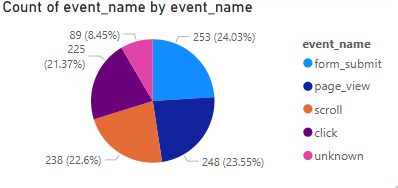 Count of event_name by event_name
89 (8.45%)
253 (24.03%)
225
(21.37%)
238 (22.6%)
248 (23.55%)
event_name
form_submit
page_view
scroll
click
unknown